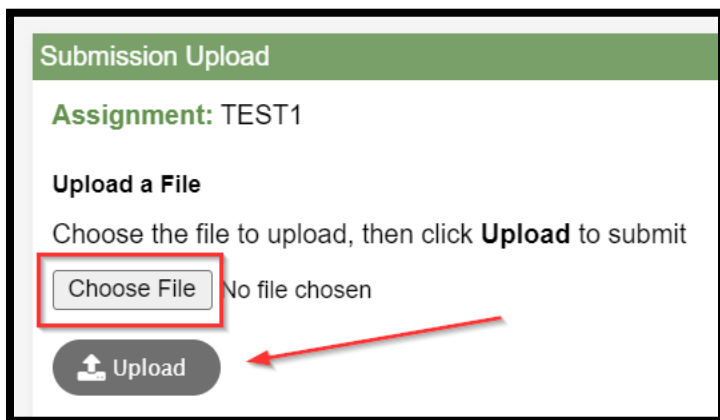 Submission Upload
Assignment: TEST1
Upload a File
Choose the file to upload, then click Upload to submit
Choose File No file chosen
Upload